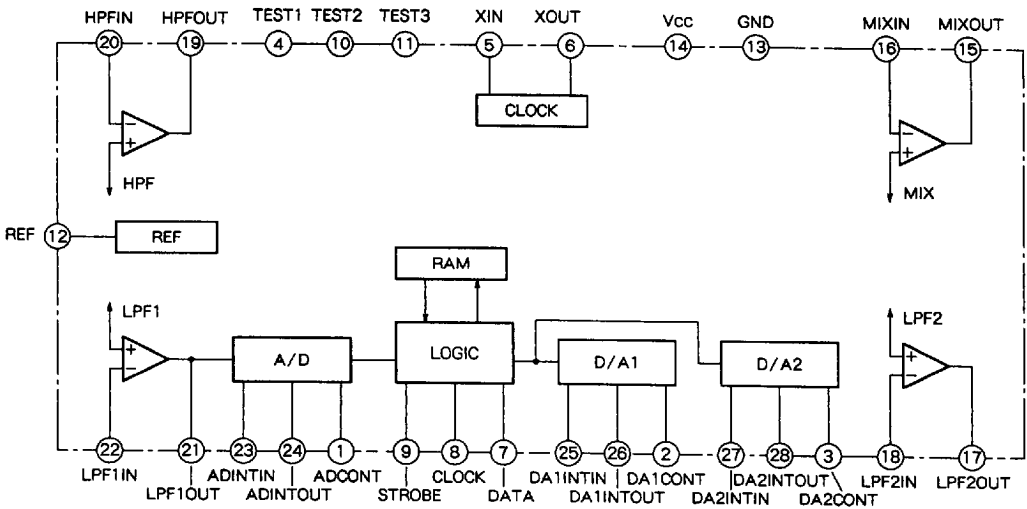 HPFIN HPFOUT TEST1 TEST2 TEST3 XIN XOUT Vcc GND MIXIN MIXOUT
20 19 4 10 11 5 6 14 13 16 15
CLOCK
− + − +
HPF MIX
REF 12 REF
RAM
LPF1 LPF2
+ − A/D LOGIC D/A1 D/A2 + −
22 21 23 24 1 9 8 7 25 26 2 27 28 3 18 17
LPF1IN ADINTIN ADCONT CLOCK DA1INTIN DA1CONT DA2INTOUT LPF2IN LPF2OUT
LPF1OUT ADINTOUT STROBE DATA DA1INTOUT DA2INTIN DA2CONT